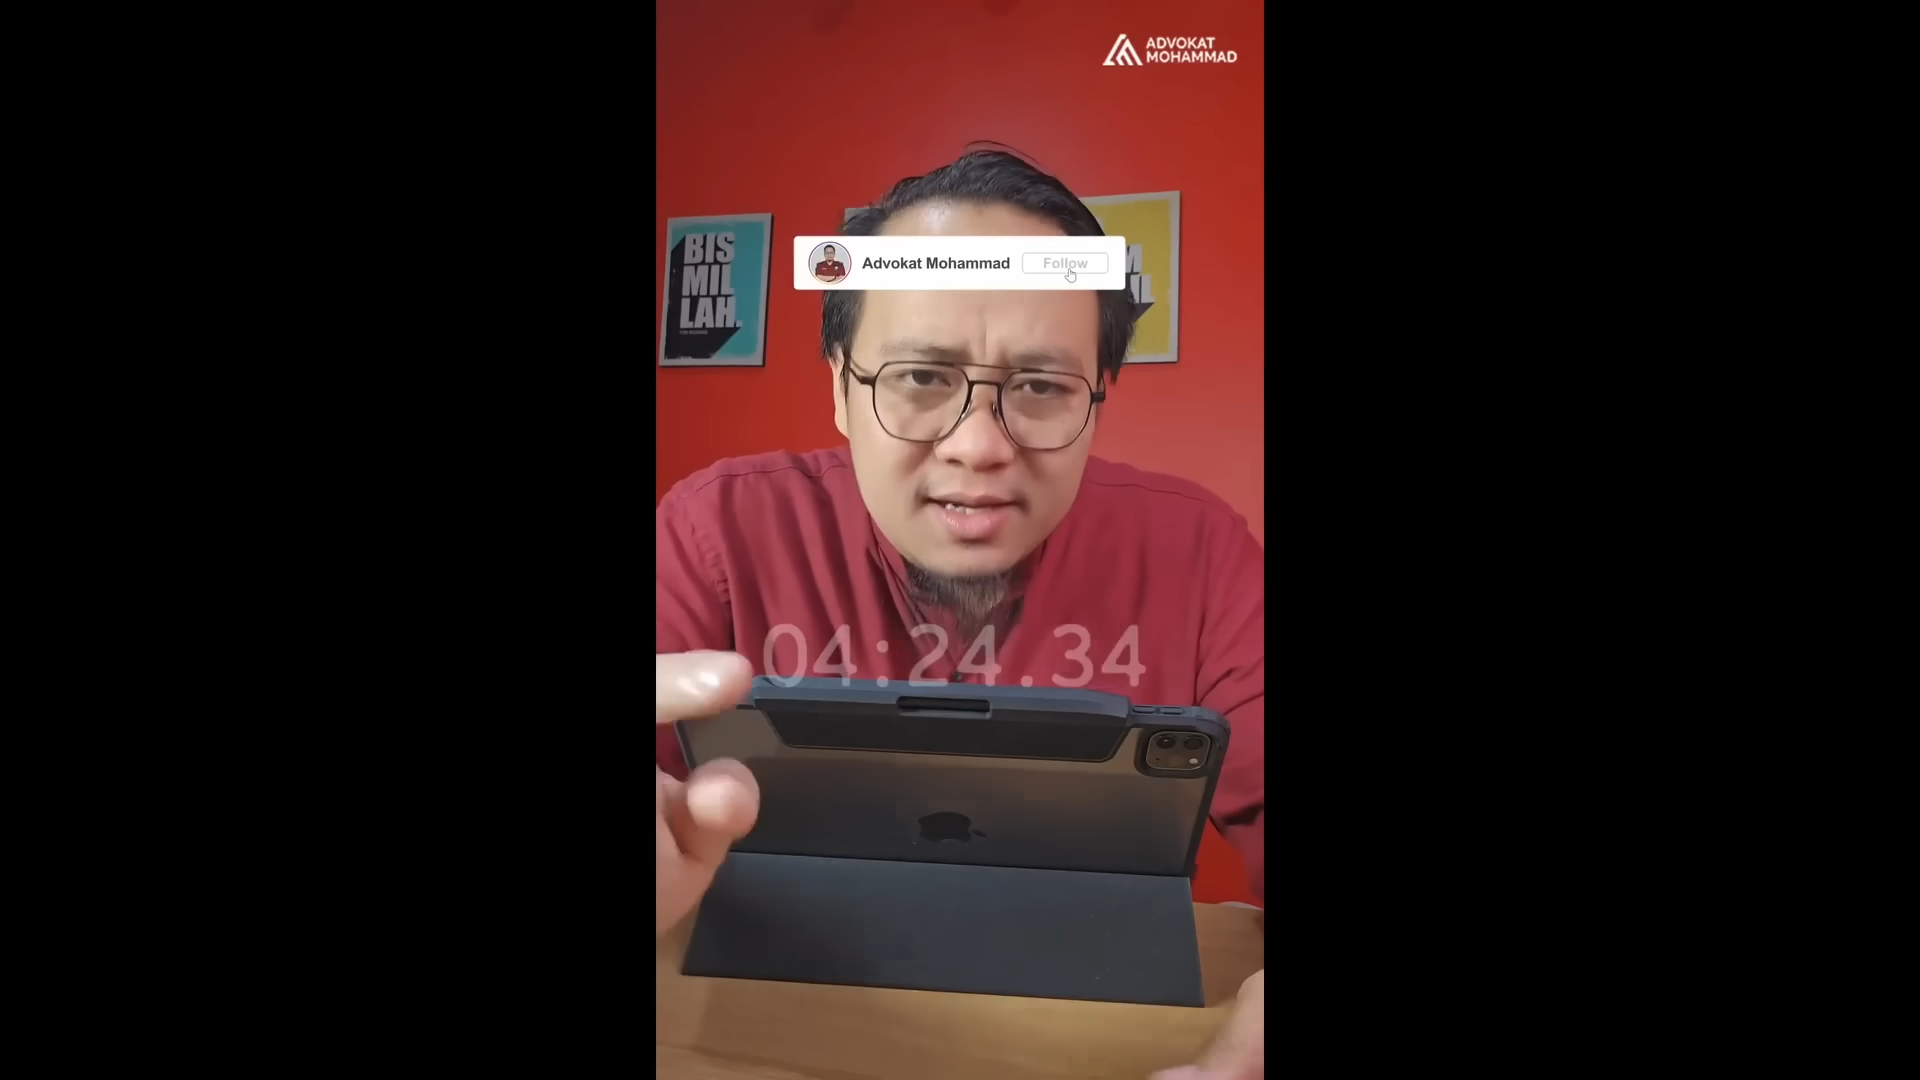 ADVOKAT
MOHAMMAD
Advokat Mohammad
Follow
BIS
MIL
LAH.
04:24.34